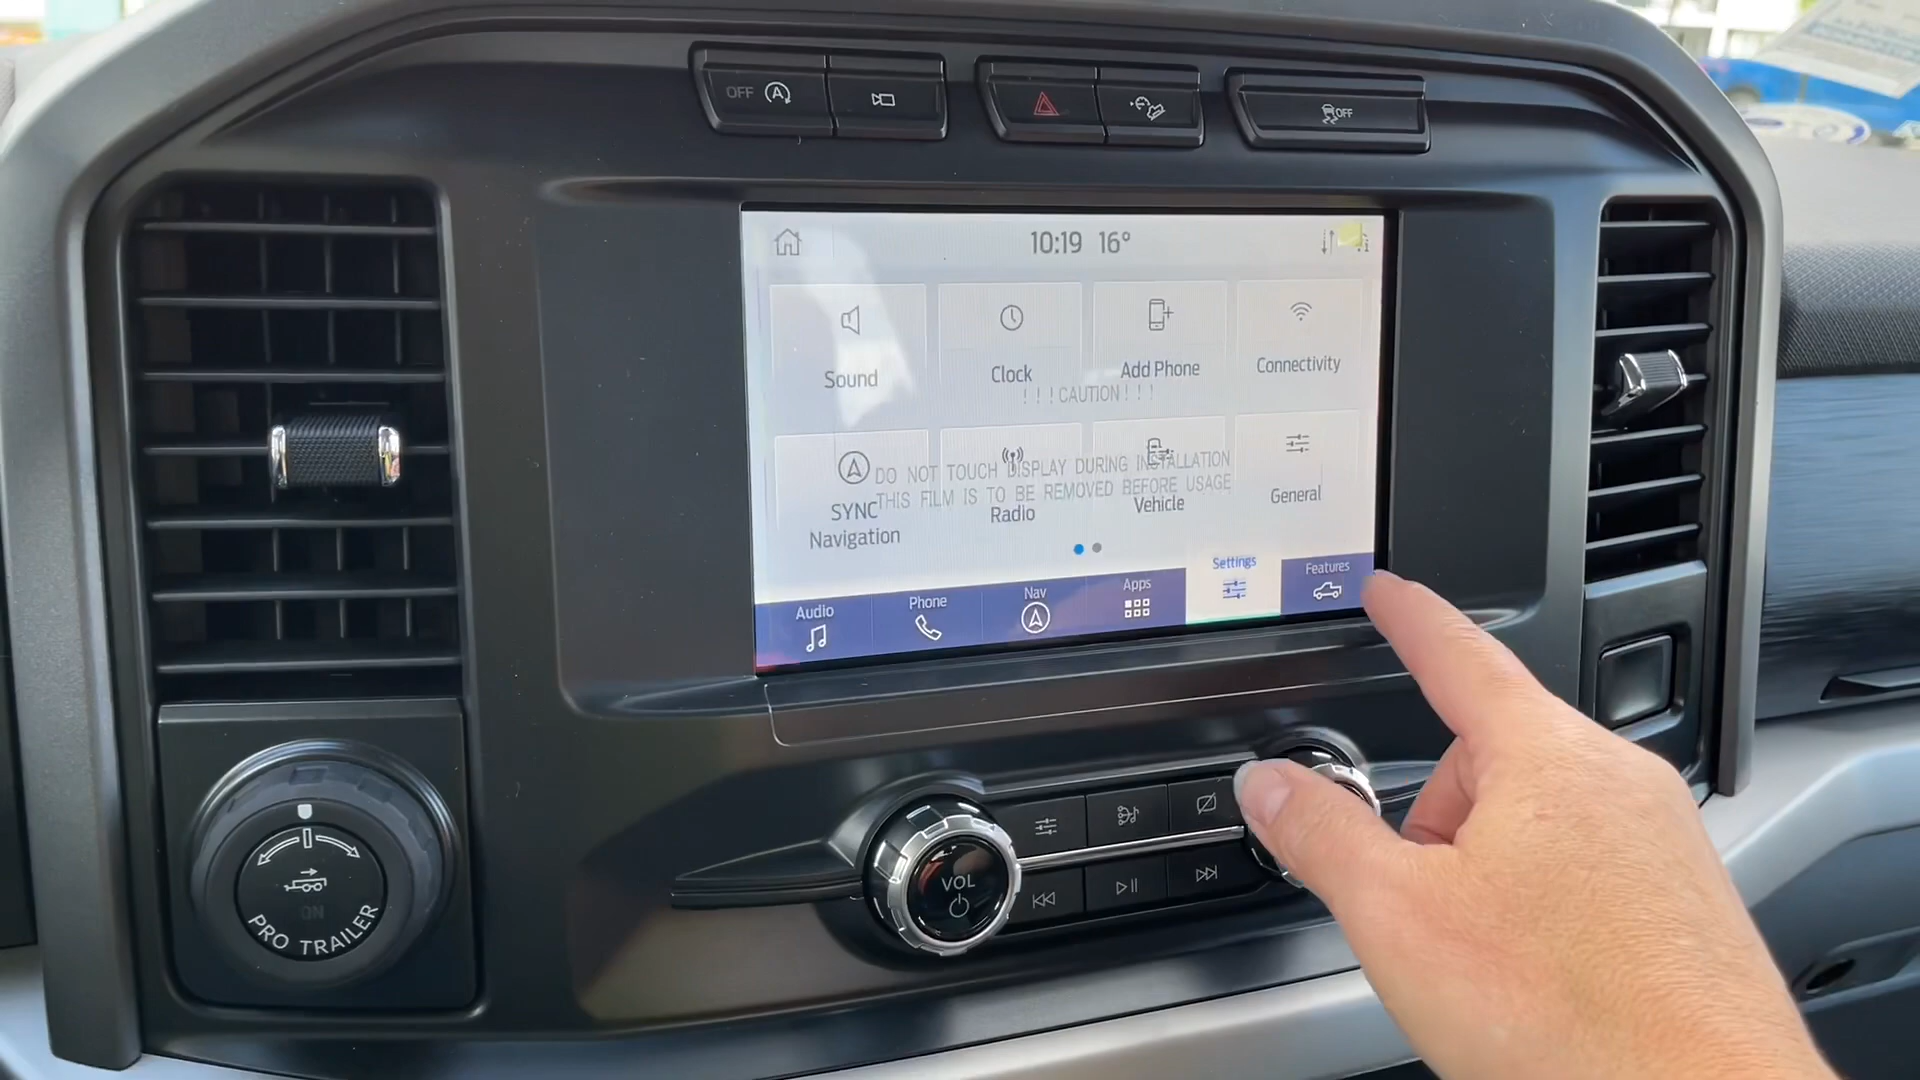 OFF
OFF
10:19 16°
Sound
Clock
Add Phone
Connectivity
! ! ! CAUTION ! ! !
DO NOT TOUCH DISPLAY DURING INSTALLATION
THIS FILM IS TO BE REMOVED BEFORE USAGE
SYNC
Navigation
Radio
Vehicle
General
Audio
Phone
Nav
Apps
Settings
Features
VOL
ON
PRO TRAILER